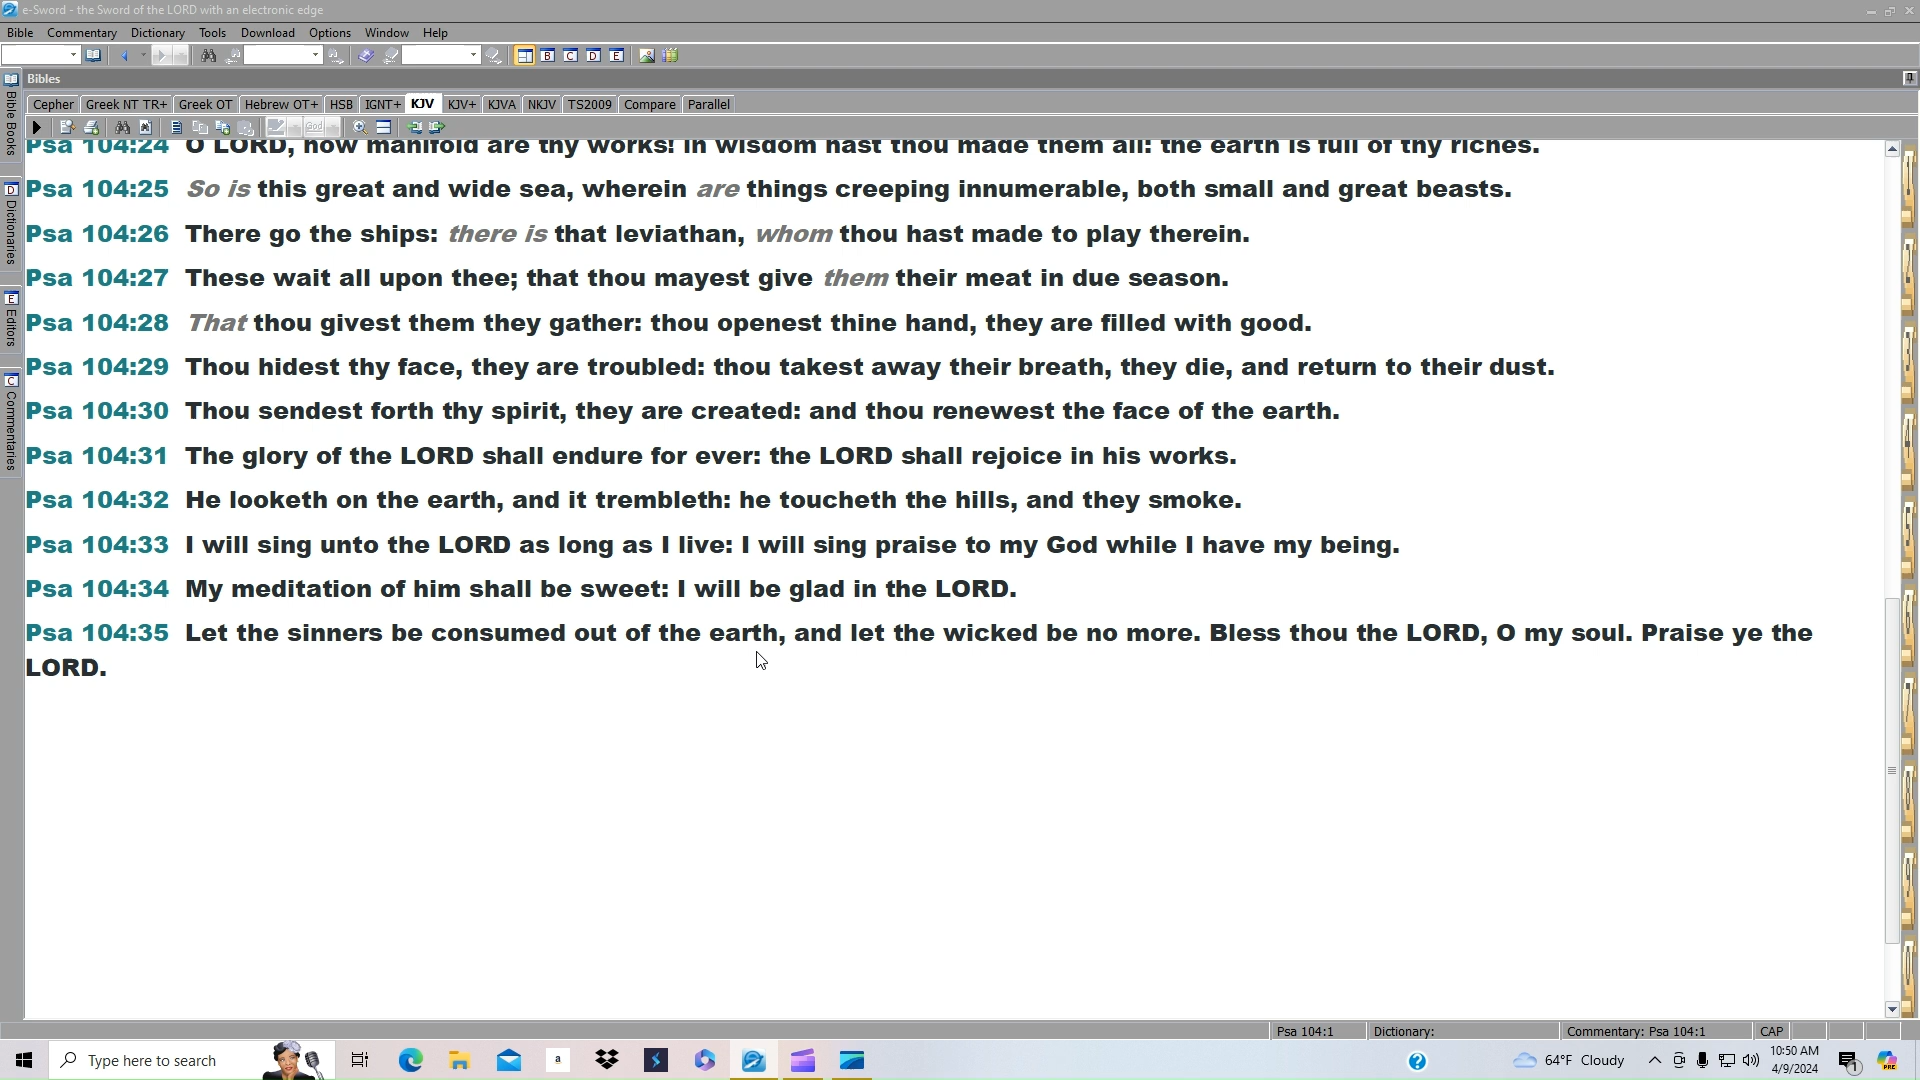 e-Sword - the Sword of the LORD with an electronic edge
Bible Commentary Dictionary Tools Download Options Window Help
B C D E
Bibles
Cepher Greek NT TR+ Greek OT Hebrew OT+ HSB IGNT+ KJV KJV+ KJVA NKJV TS2009 Compare Parallel
God
Bible Books
D Dictionaries
E Editors
C Commentaries
Psa 104:24 O LORD, how manifold are thy works! in wisdom hast thou made them all: the earth is full of thy riches.
Psa 104:25 So is this great and wide sea, wherein are things creeping innumerable, both small and great beasts.
Psa 104:26 There go the ships: there is that leviathan, whom thou hast made to play therein.
Psa 104:27 These wait all upon thee; that thou mayest give them their meat in due season.
Psa 104:28 That thou givest them they gather: thou openest thine hand, they are filled with good.
Psa 104:29 Thou hidest thy face, they are troubled: thou takest away their breath, they die, and return to their dust.
Psa 104:30 Thou sendest forth thy spirit, they are created: and thou renewest the face of the earth.
Psa 104:31 The glory of the LORD shall endure for ever: the LORD shall rejoice in his works.
Psa 104:32 He looketh on the earth, and it trembleth: he toucheth the hills, and they smoke.
Psa 104:33 I will sing unto the LORD as long as I live: I will sing praise to my God while I have my being.
Psa 104:34 My meditation of him shall be sweet: I will be glad in the LORD.
Psa 104:35 Let the sinners be consumed out of the earth, and let the wicked be no more. Bless thou the LORD, O my soul. Praise ye the
LORD.
Psa 104:1 Dictionary: Commentary: Psa 104:1 CAP
Type here to search
a
64°F Cloudy
10:50 AM
4/9/2024
1
PRE